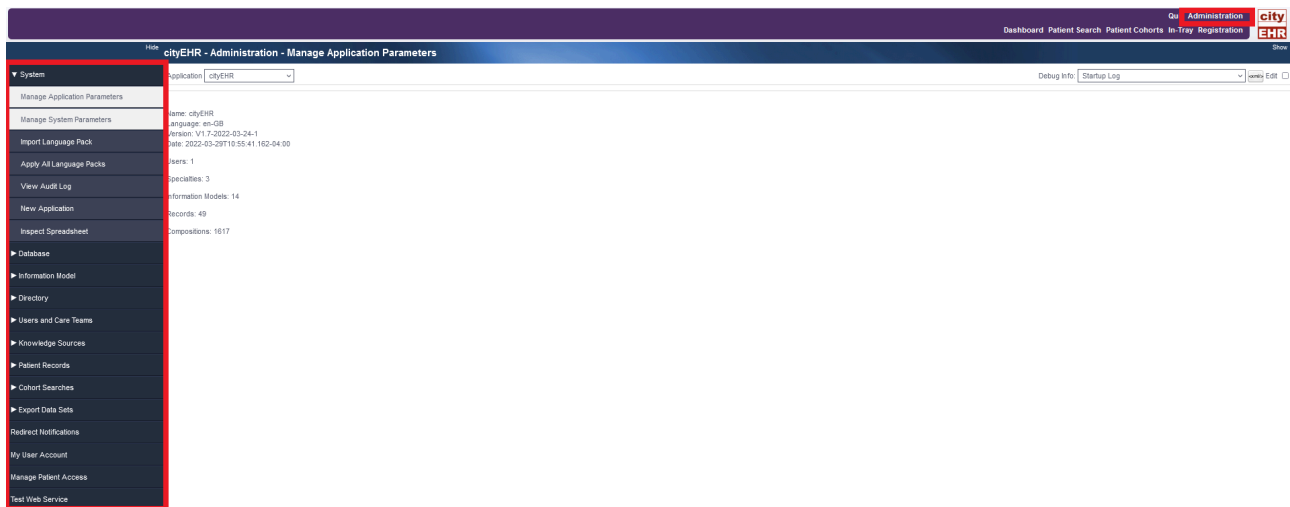 Administration
city
EHR
Dashboard Patient Search Patient Cohorts In-Tray Registration
Hide
cityEHR - Administration - Manage Application Parameters
Show
▼ System
Application cityEHR
Debug Info: Startup Log
Edit
Manage Application Parameters
Manage System Parameters
Import Language Pack
Apply All Language Packs
View Audit Log
New Application
Inspect Spreadsheet
► Database
► Information Model
► Directory
► Users and Care Teams
► Knowledge Sources
► Patient Records
► Cohort Searches
► Export Data Sets
Redirect Notifications
My User Account
Manage Patient Access
Test Web Service
Name: cityEHR
Language: en-GB
Version: V1.7-2022-03-24-1
Date: 2022-03-29T10:55:41.162-04:00
Users: 1
Specialties: 3
Information Models: 14
Records: 49
Compositions: 1617